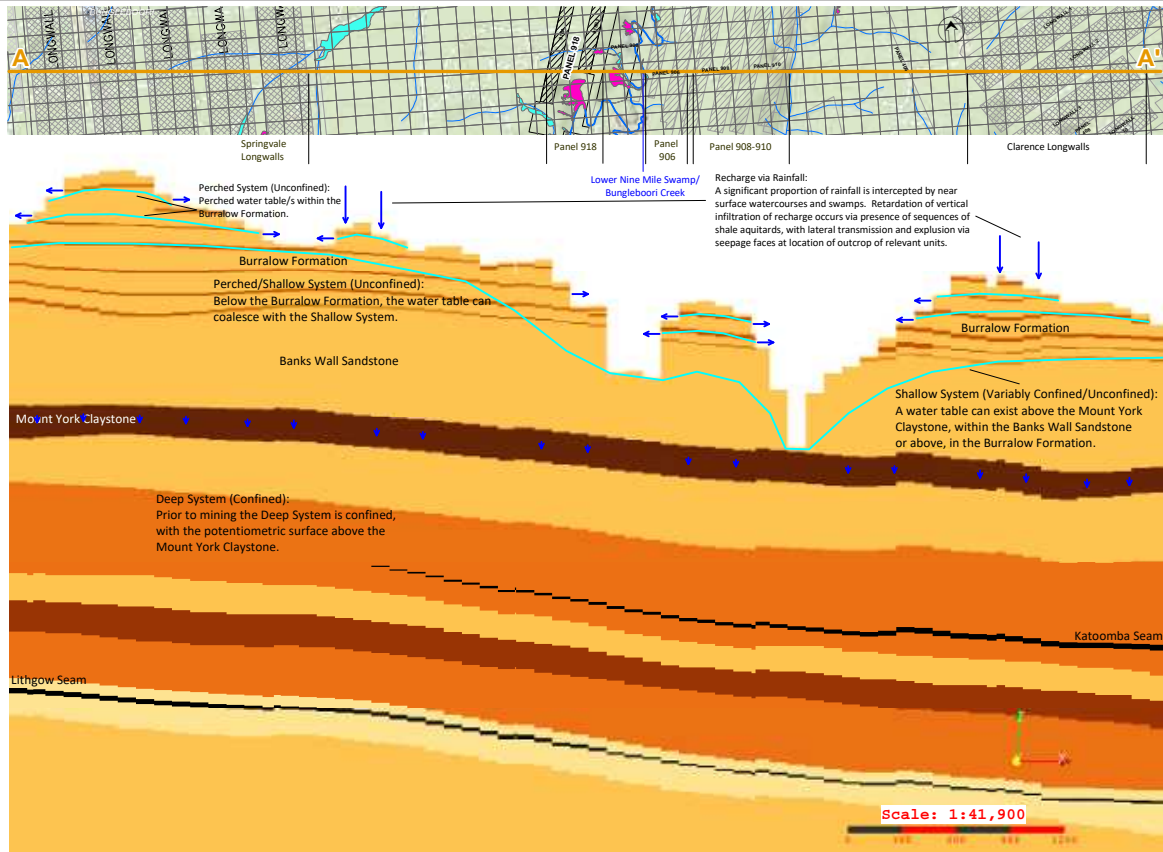 LONGWALL
LONGWALL
LONGWALL
LONGWALL
LONGWALL
PANEL 918
PANEL 910
LONGWALL
A
A'
Springvale
Longwalls
Panel 918
Panel
906
Panel 908-910
Clarence Longwalls
Lower Nine Mile Swamp/
Bungleboori Creek
Recharge via Rainfall:
A significant proportion of rainfall is intercepted by near
surface watercourses and swamps. Retardation of vertical
infiltration of recharge occurs via presence of sequences of
shale aquitards, with lateral transmission and explusion via
seepage faces at location of outcrop of relevant units.
Perched System (Unconfined):
Perched water table/s within the
Burralow Formation.
Burralow Formation
Perched/Shallow System (Unconfined):
Below the Burralow Formation, the water table can
coalesce with the Shallow System.
Burralow Formation
Banks Wall Sandstone
Shallow System (Variably Confined/Unconfined):
A water table can exist above the Mount York
Claystone, within the Banks Wall Sandstone
or above, in the Burralow Formation.
Mount York Claystone
Deep System (Confined):
Prior to mining the Deep System is confined,
with the potentiometric surface above the
Mount York Claystone.
Katoomba Seam
Lithgow Seam
Z
X
Scale: 1:41,900
0
1200